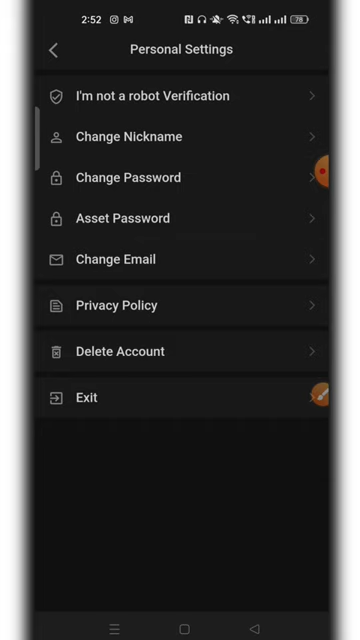 2:52
78
Personal Settings
I'm not a robot Verification
Change Nickname
Change Password
Asset Password
Change Email
Privacy Policy
Delete Account
Exit